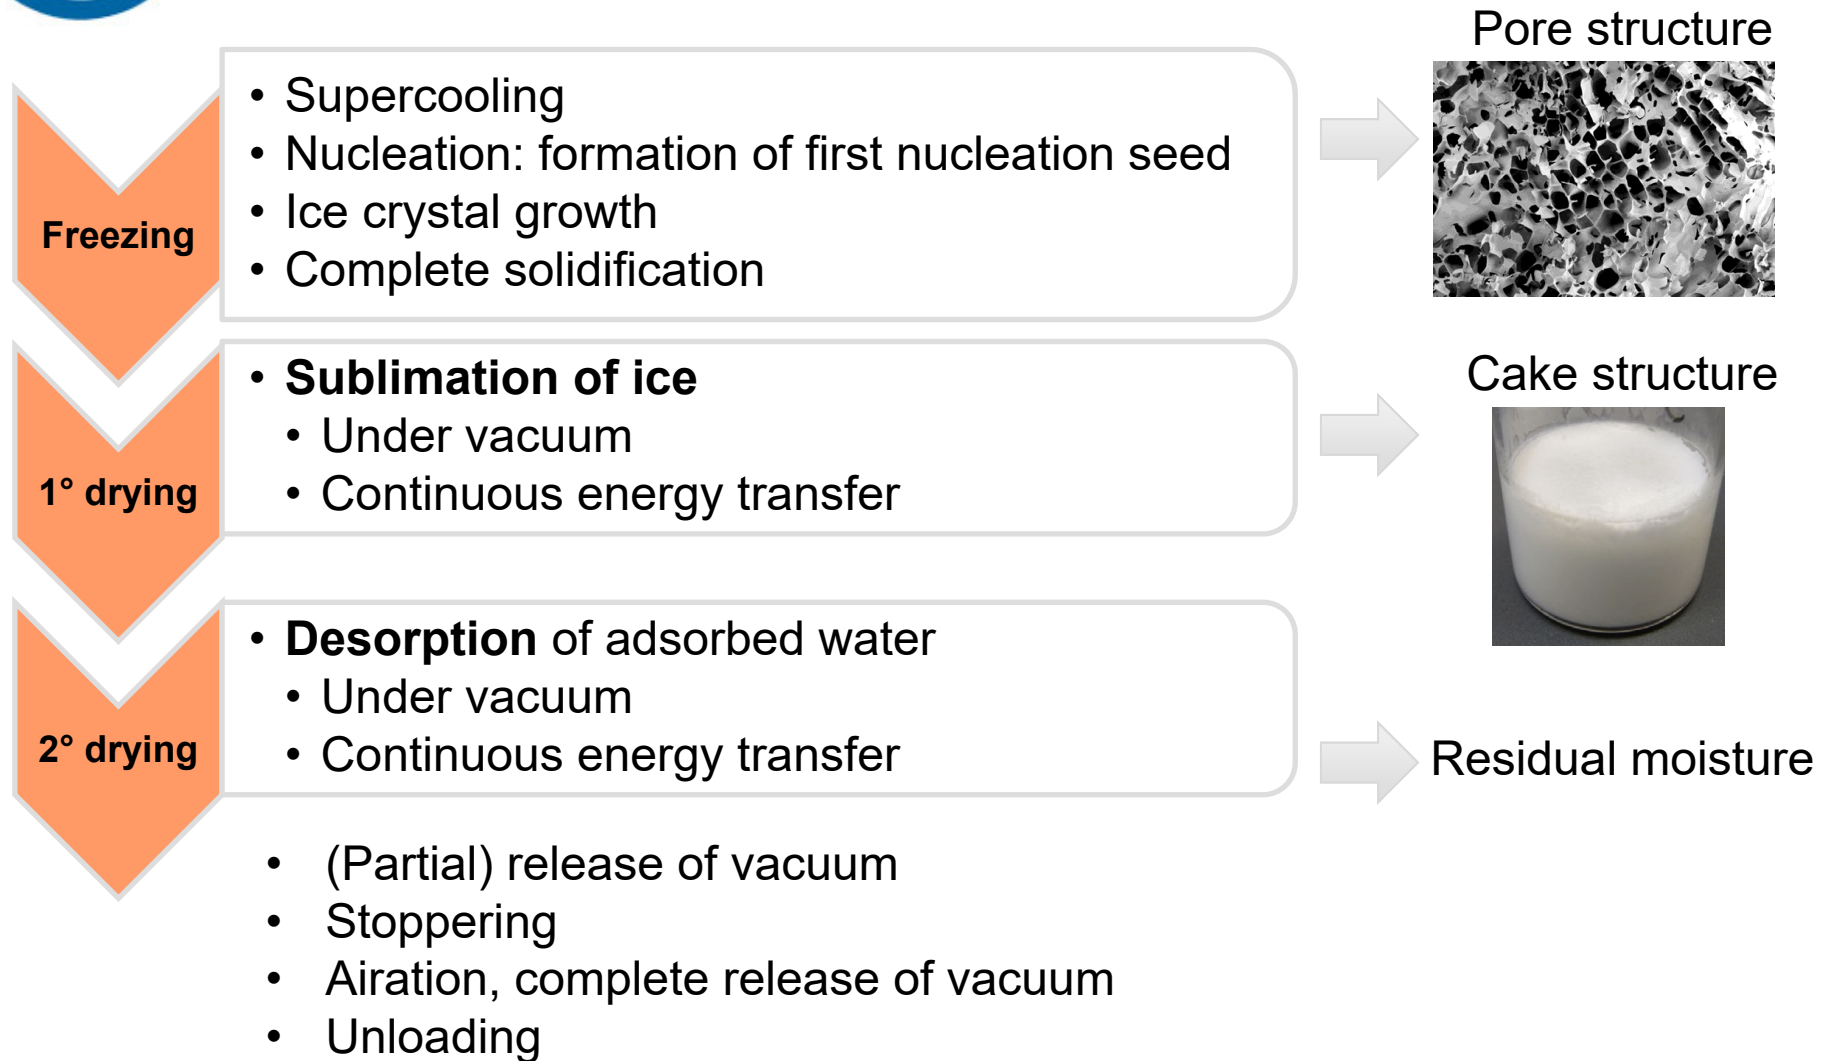 Pore structure
Freezing
• Supercooling
• Nucleation: formation of first nucleation seed
• Ice crystal growth
• Complete solidification
Cake structure
1° drying
• Sublimation of ice
• Under vacuum
• Continuous energy transfer
2° drying
• Desorption of adsorbed water
• Under vacuum
• Continuous energy transfer
Residual moisture
• (Partial) release of vacuum
• Stoppering
• Airation, complete release of vacuum
• Unloading